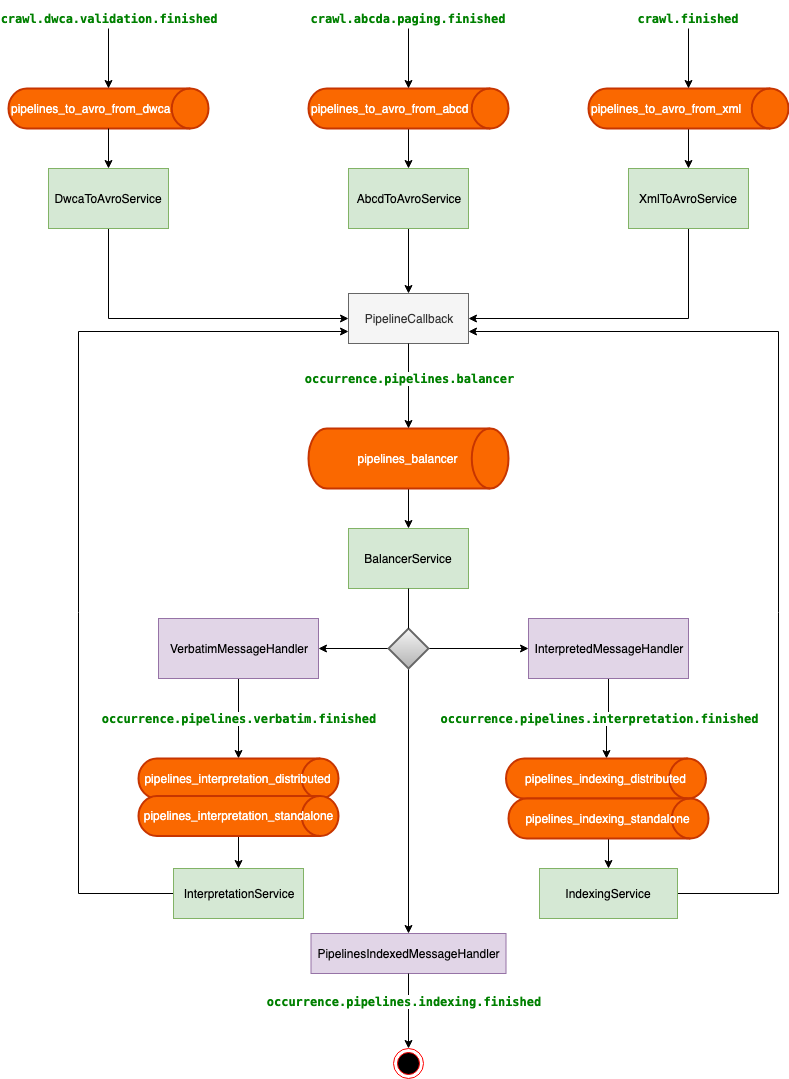 crawl.dwca.validation.finished
crawl.abcda.paging.finished
crawl.finished
pipelines_to_avro_from_dwca
pipelines_to_avro_from_abcd
pipelines_to_avro_from_xml
DwcaToAvroService
AbcdToAvroService
XmlToAvroService
PipelineCallback
occurrence.pipelines.balancer
pipelines_balancer
BalancerService
VerbatimMessageHandler
InterpretedMessageHandler
occurrence.pipelines.verbatim.finished
occurrence.pipelines.interpretation.finished
pipelines_interpretation_distributed
pipelines_indexing_distributed
pipelines_interpretation_standalone
pipelines_indexing_standalone
InterpretationService
IndexingService
PipelinesIndexedMessageHandler
occurrence.pipelines.indexing.finished